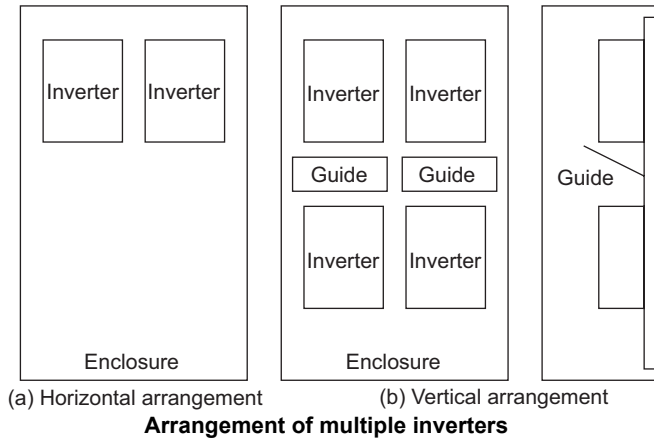 Inverter Inverter
Enclosure
(a) Horizontal arrangement
Inverter Inverter
Guide Guide
Inverter Inverter
Enclosure
Guide
(b) Vertical arrangement
Arrangement of multiple inverters